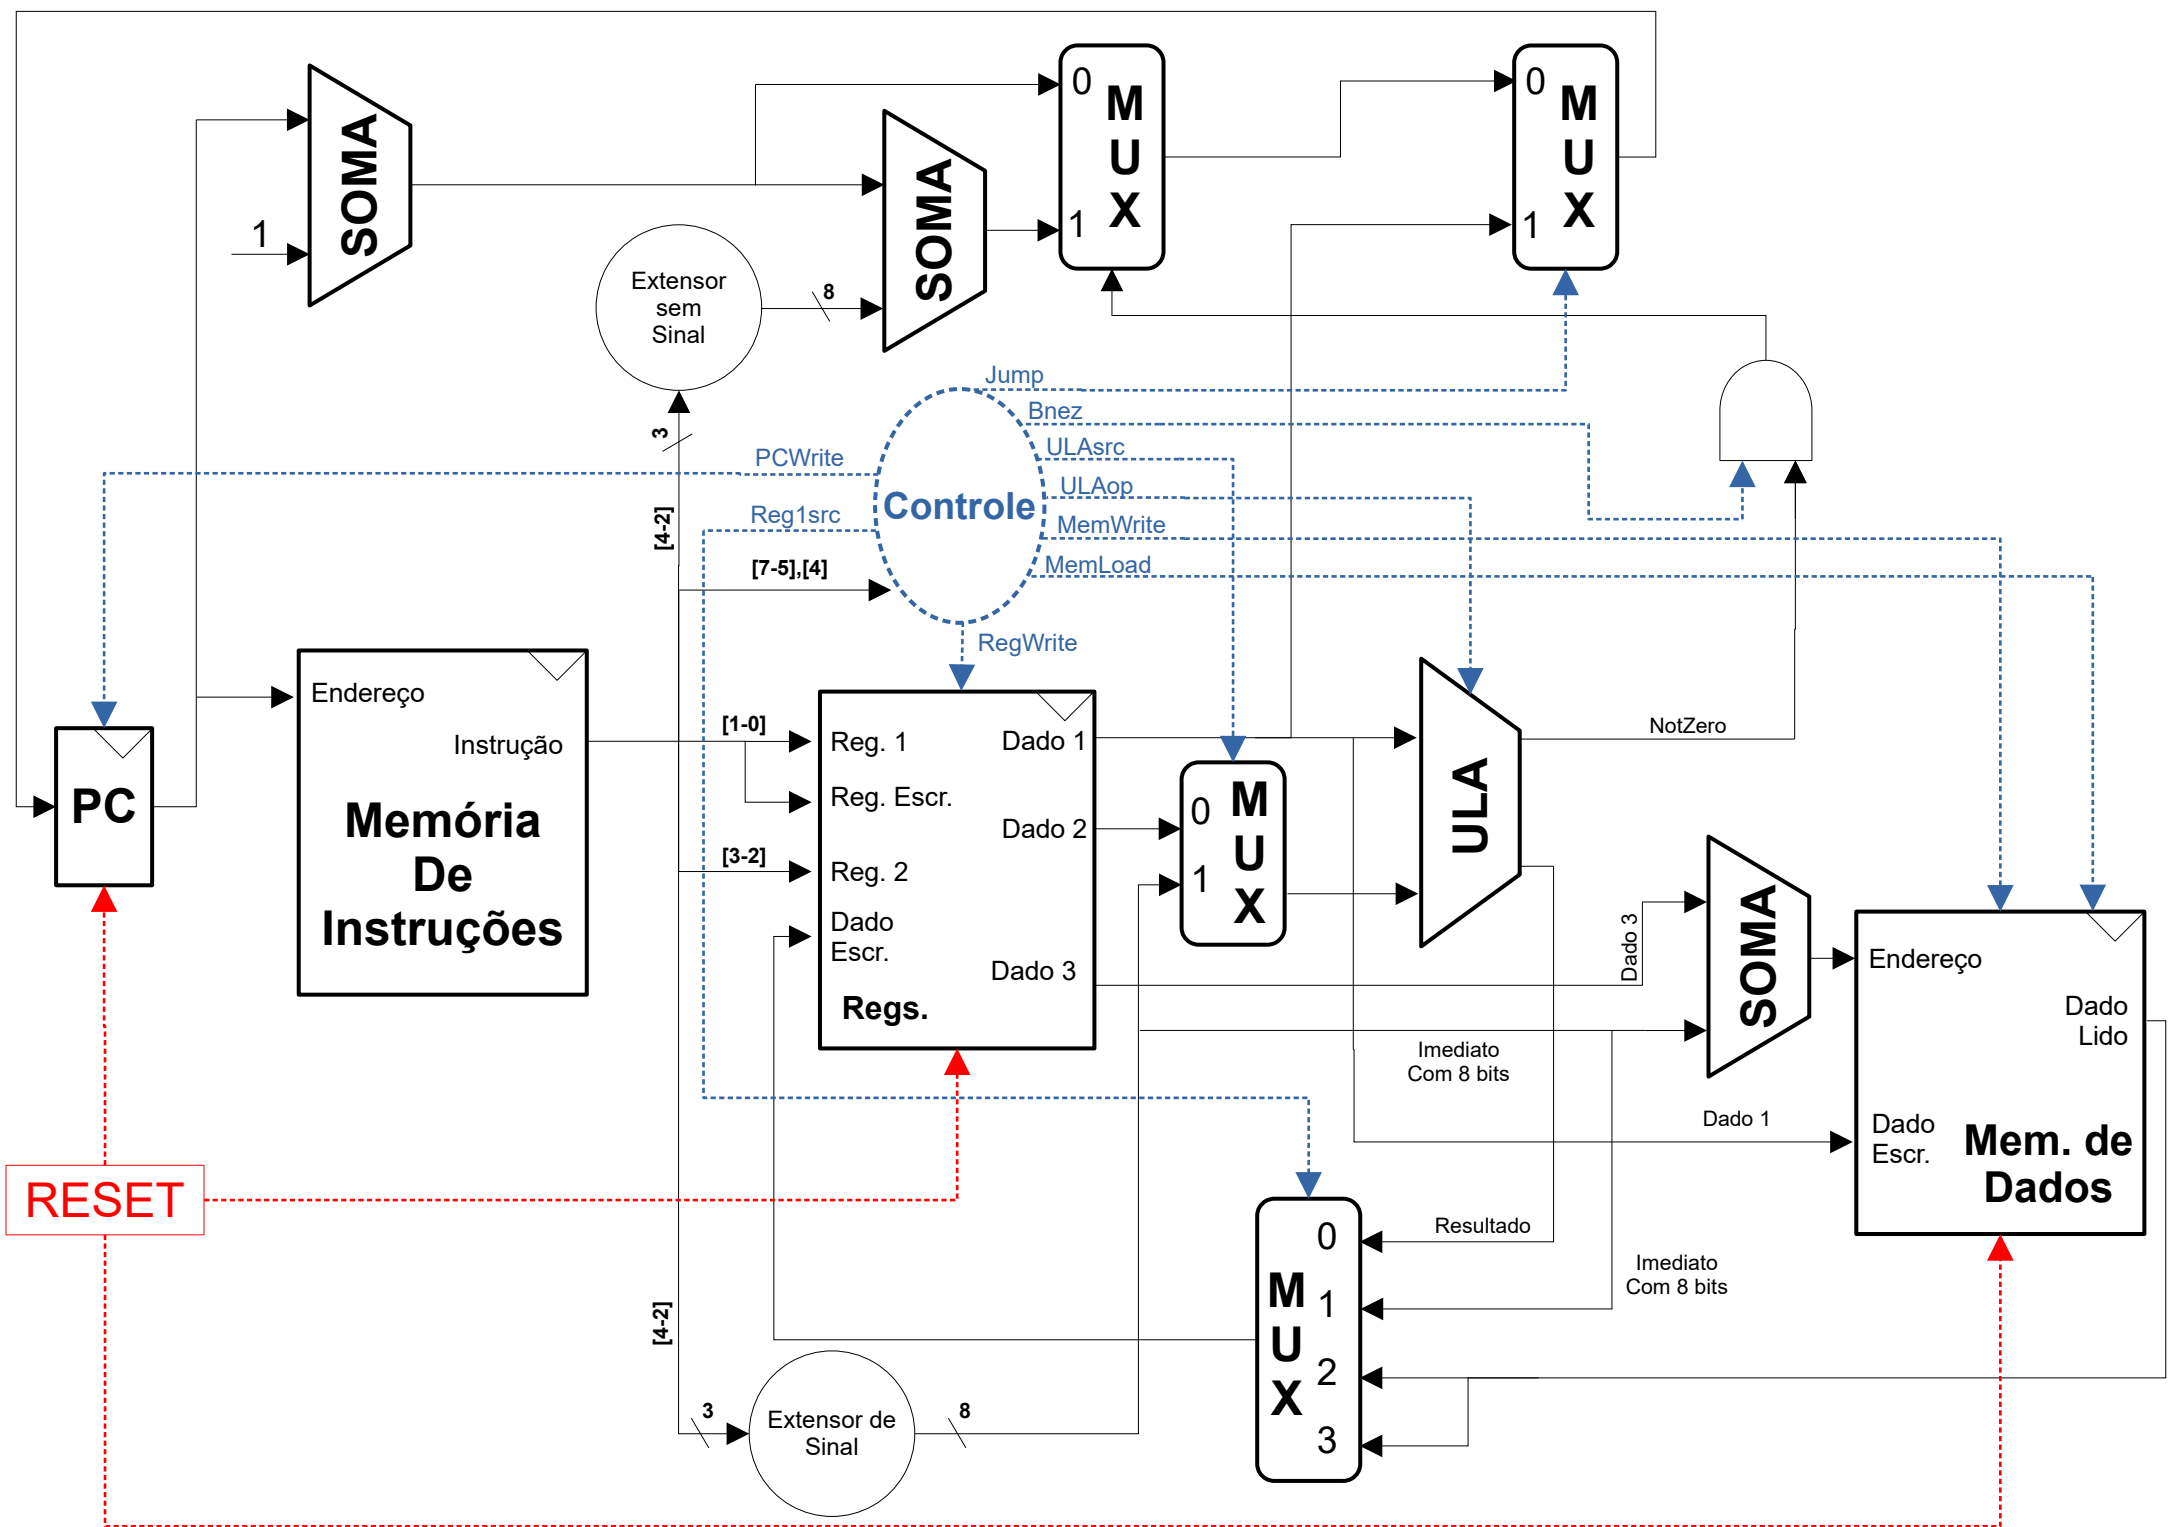 SOMA
1
Extensor
sem
Sinal
8
SOMA
0
1
M
U
X
0
1
M
U
X
3
[4-2]
Jump
Bnez
ULAsrc
ULAop
MemWrite
MemLoad
PCWrite
Reg1src
Controle
[7-5],[4]
RegWrite
PC
Endereço
Instrução
Memória
De
Instruções
[1-0]
[3-2]
Reg. 1
Reg. Escr.
Reg. 2
Dado
Escr.
Dado 1
Dado 2
Dado 3
Regs.
0
1
M
U
X
ULA
NotZero
Dado 3
SOMA
Endereço
Dado
Lido
Dado
Escr.
Mem. de
Dados
Imediato
Com 8 bits
Dado 1
RESET
Resultado
Imediato
Com 8 bits
M
U
X
0
1
2
3
[4-2]
3
Extensor de
Sinal
8